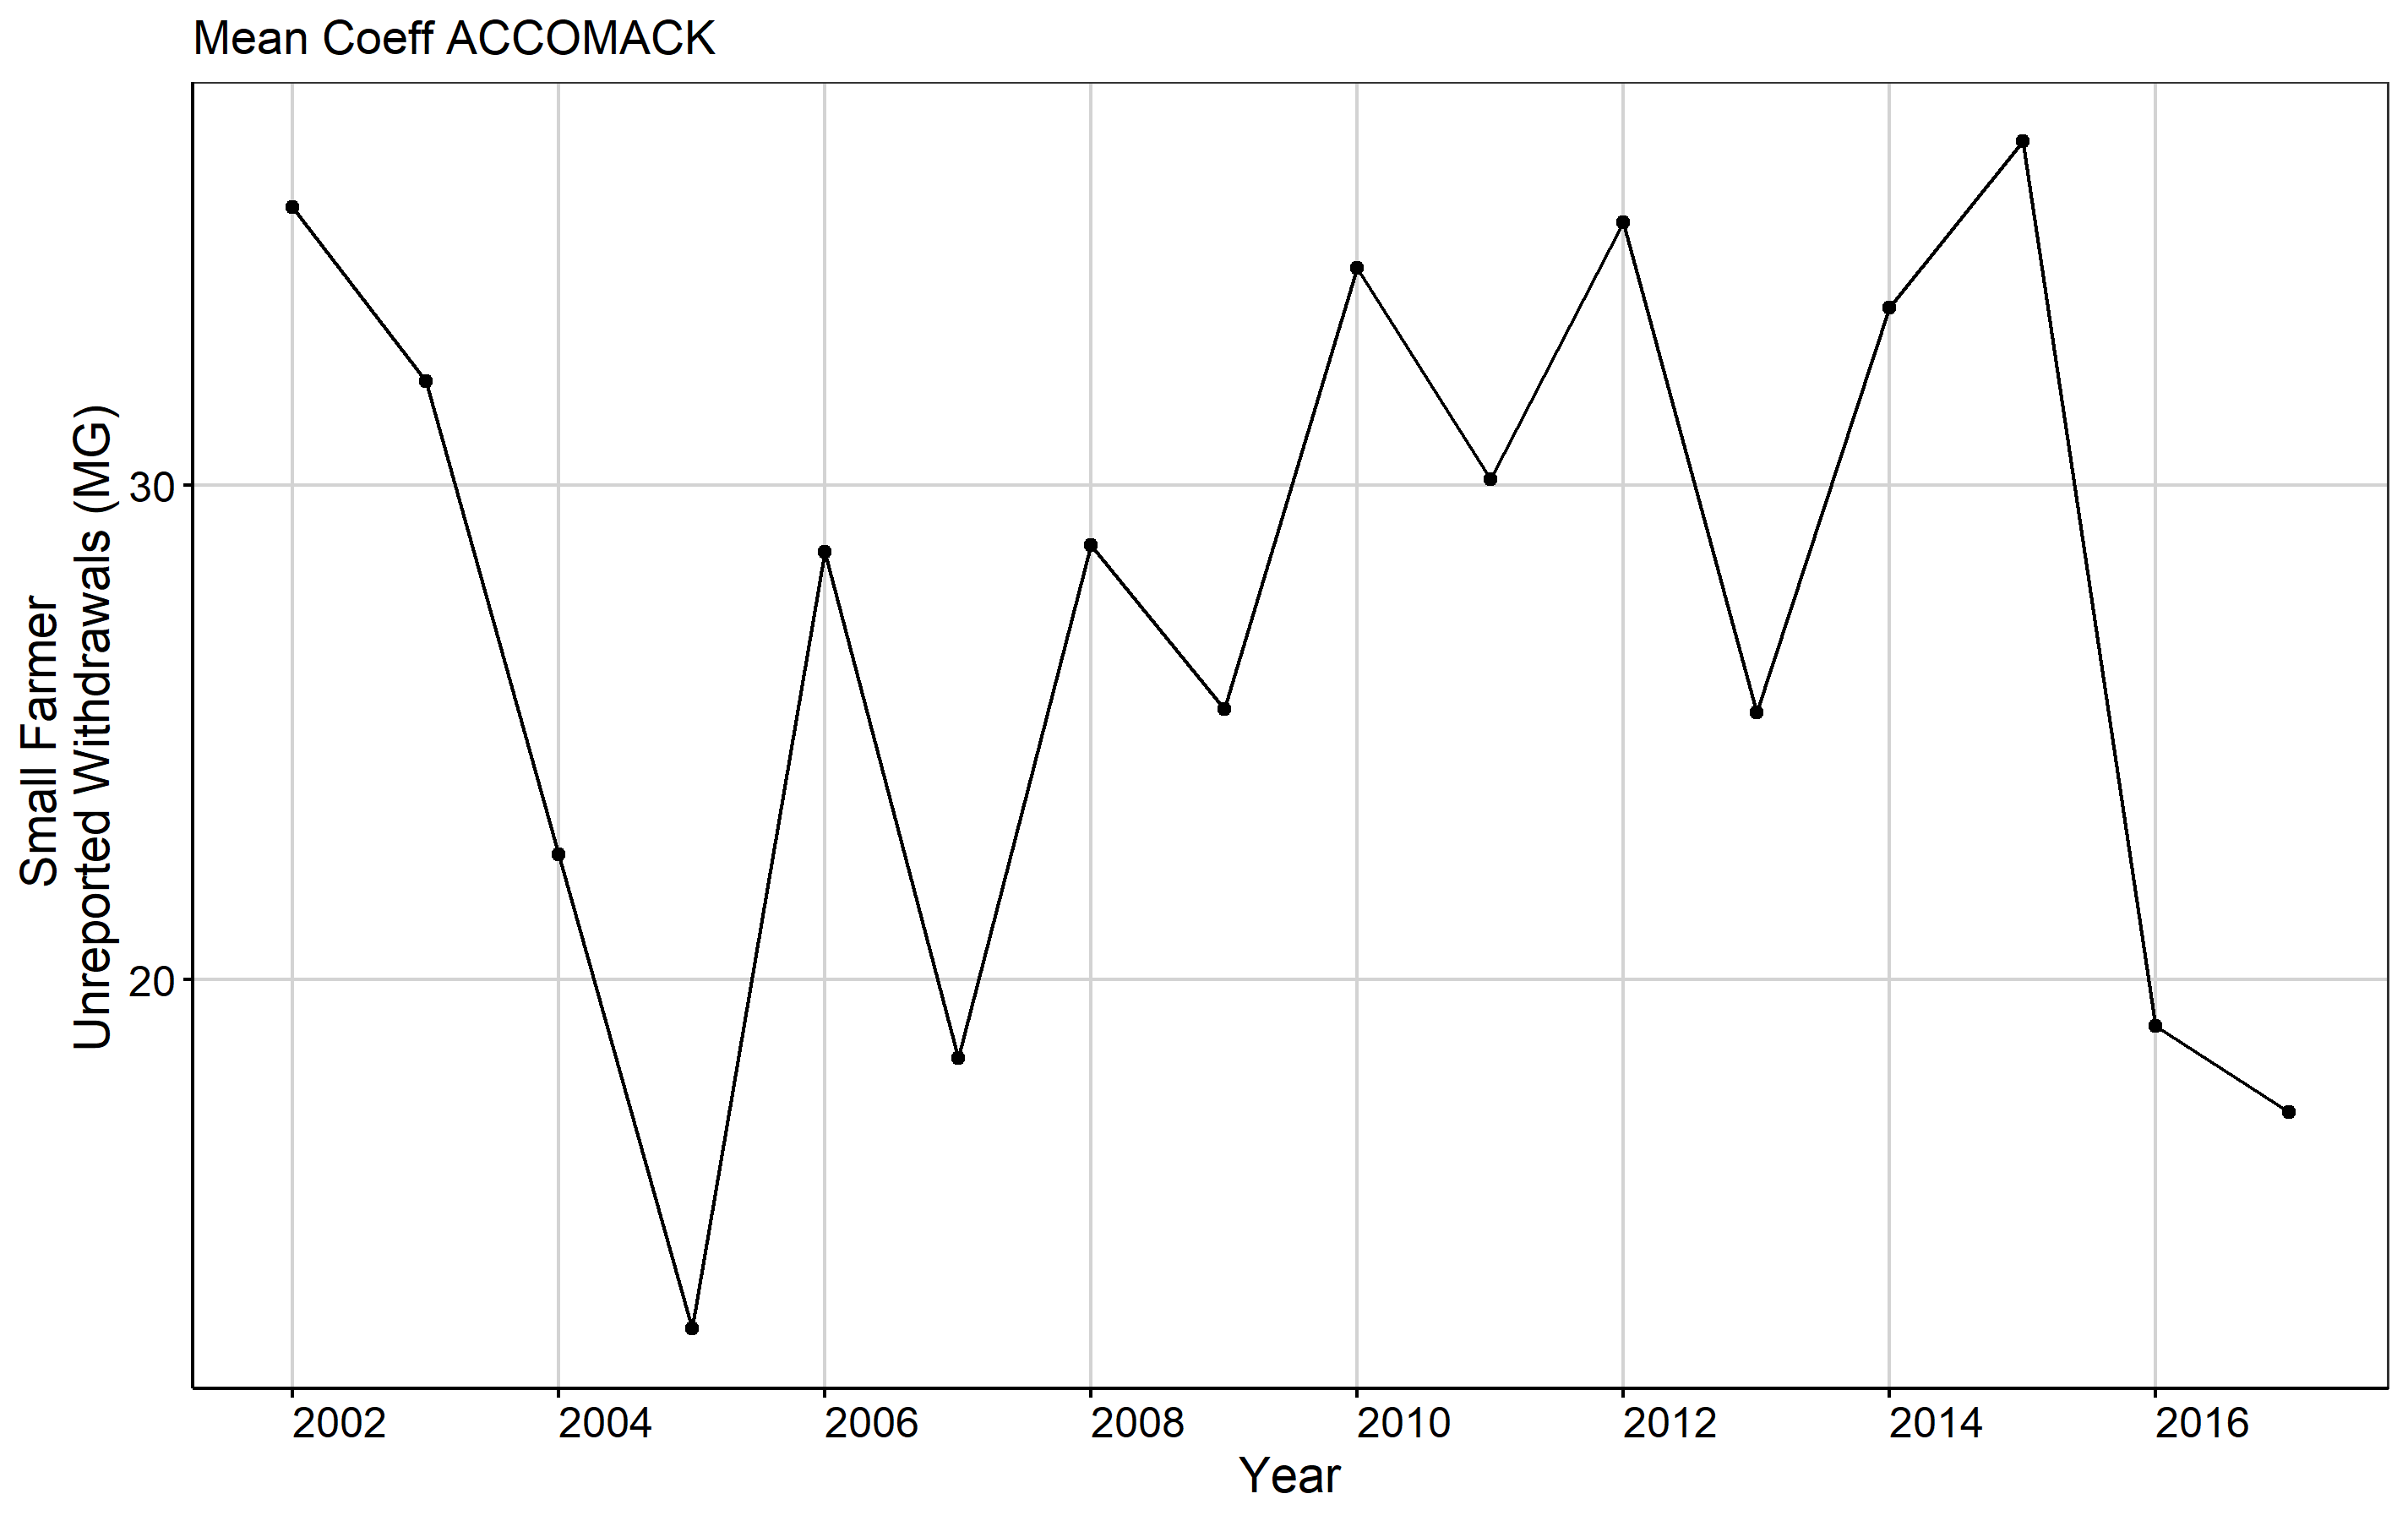 Mean Coeff ACCOMACK
Small Farmer
Unreported Withdrawals (MG)
30
20
2002 2004 2006 2008 2010 2012 2014 2016
Year